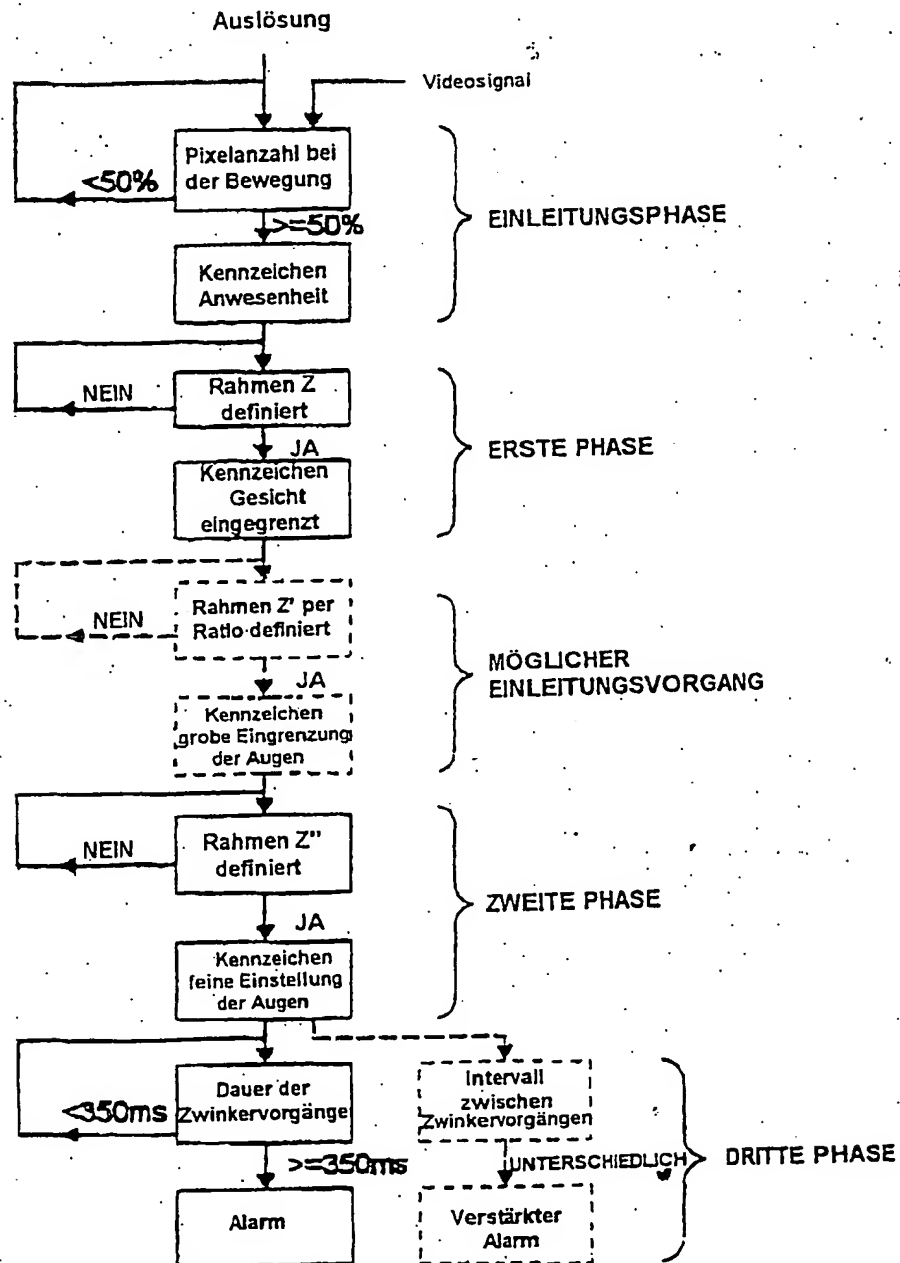 Auslösung
Videosignal
Pixelanzahl bei
der Bewegung
<50%
>=50%
EINLEITUNGSPHASE
Kennzeichen
Anwesenheit
NEIN
Rahmen Z
definiert
JA
ERSTE PHASE
Kennzeichen
Gesicht
eingegrenzt
NEIN
Rahmen Z' per
Ratio definiert
JA
MÖGLICHER
EINLEITUNGSVORGANG
Kennzeichen
grobe Eingrenzung
der Augen
NEIN
Rahmen Z''
definiert
JA
ZWEITE PHASE
Kennzeichen
feine Einstellung
der Augen
<350ms
Dauer der
Zwinkervorgänge
>=350ms
Intervall
zwischen
Zwinkervorgängen
UNTERSCHIEDLICH
DRITTE PHASE
Alarm
Verstärkter
Alarm